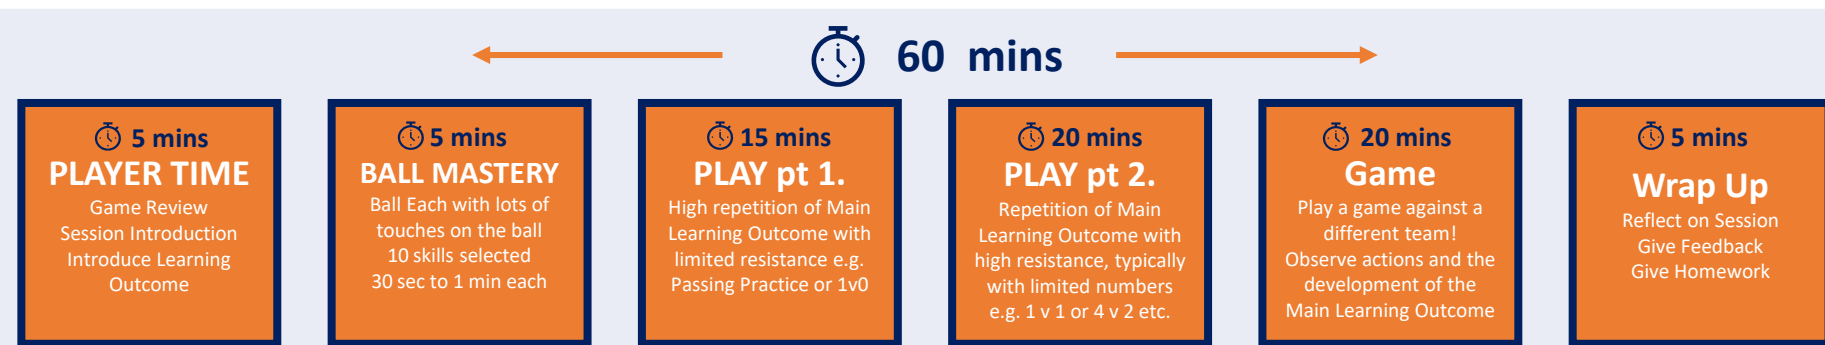 60 mins
5 mins
PLAYER TIME
Game Review
Session Introduction
Introduce Learning
Outcome
5 mins
BALL MASTERY
Ball Each with lots of
touches on the ball
10 skills selected
30 sec to 1 min each
15 mins
PLAY pt 1.
High repetition of Main
Learning Outcome with
limited resistance e.g.
Passing Practice or 1v0
20 mins
PLAY pt 2.
Repetition of Main
Learning Outcome with
high resistance, typically
with limited numbers
e.g. 1 v 1 or 4 v 2 etc.
20 mins
Game
Play a game against a
different team!
Observe actions and the
development of the
Main Learning Outcome
5 mins
Wrap Up
Reflect on Session
Give Feedback
Give Homework